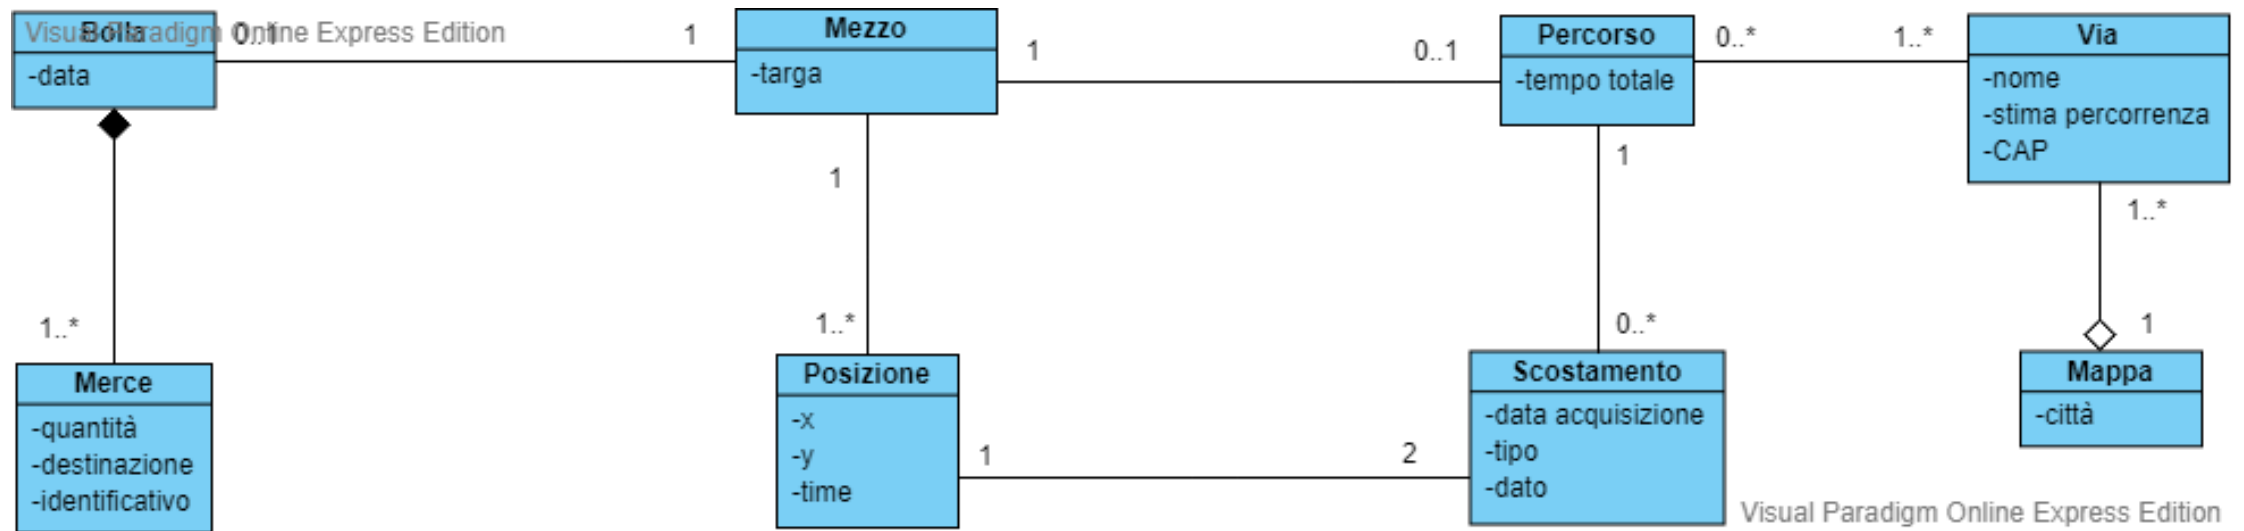 Visual Paradigm Online Express Edition
Bolla
-data
0..1
1
Mezzo
-targa
1
0..1
Percorso
-tempo totale
0..*
1..*
Via
-nome
-stima percorrenza
-CAP
1
1
1..*
1..*
1..*
0..*
1
Merce
-quantità
-destinazione
-identificativo
Posizione
-x
-y
-time
1
2
Scostamento
-data acquisizione
-tipo
-dato
Mappa
-città
Visual Paradigm Online Express Edition